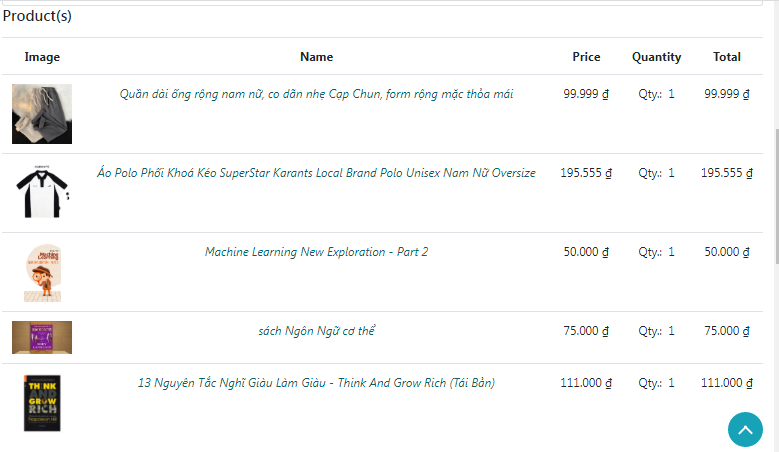 Product(s)
Image Name Price Quantity Total
Quần dài ống rộng nam nữ, co dãn nhẹ Cạp Chun, form rộng mặc thỏa mái 99.999 ₫ Qty.: 1 99.999 ₫
Áo Polo Phối Khoá Kéo SuperStar Karants Local Brand Polo Unisex Nam Nữ Oversize 195.555 ₫ Qty.: 1 195.555 ₫
Machine Learning New Exploration - Part 2 50.000 ₫ Qty.: 1 50.000 ₫
sách Ngôn Ngữ cơ thể 75.000 ₫ Qty.: 1 75.000 ₫
13 Nguyên Tắc Nghĩ Giàu Làm Giàu - Think And Grow Rich (Tái Bản) 111.000 ₫ Qty.: 1 111.000 ₫
THINK
AND
GROW
RICH